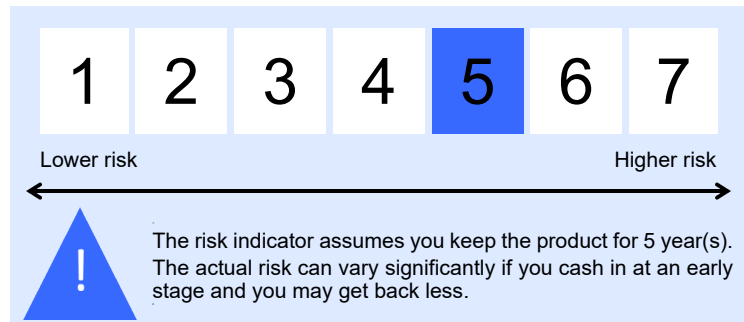 1 2 3 4 5 6 7
Lower risk Higher risk
!
The risk indicator assumes you keep the product for 5 year(s).
The actual risk can vary significantly if you cash in at an early
stage and you may get back less.